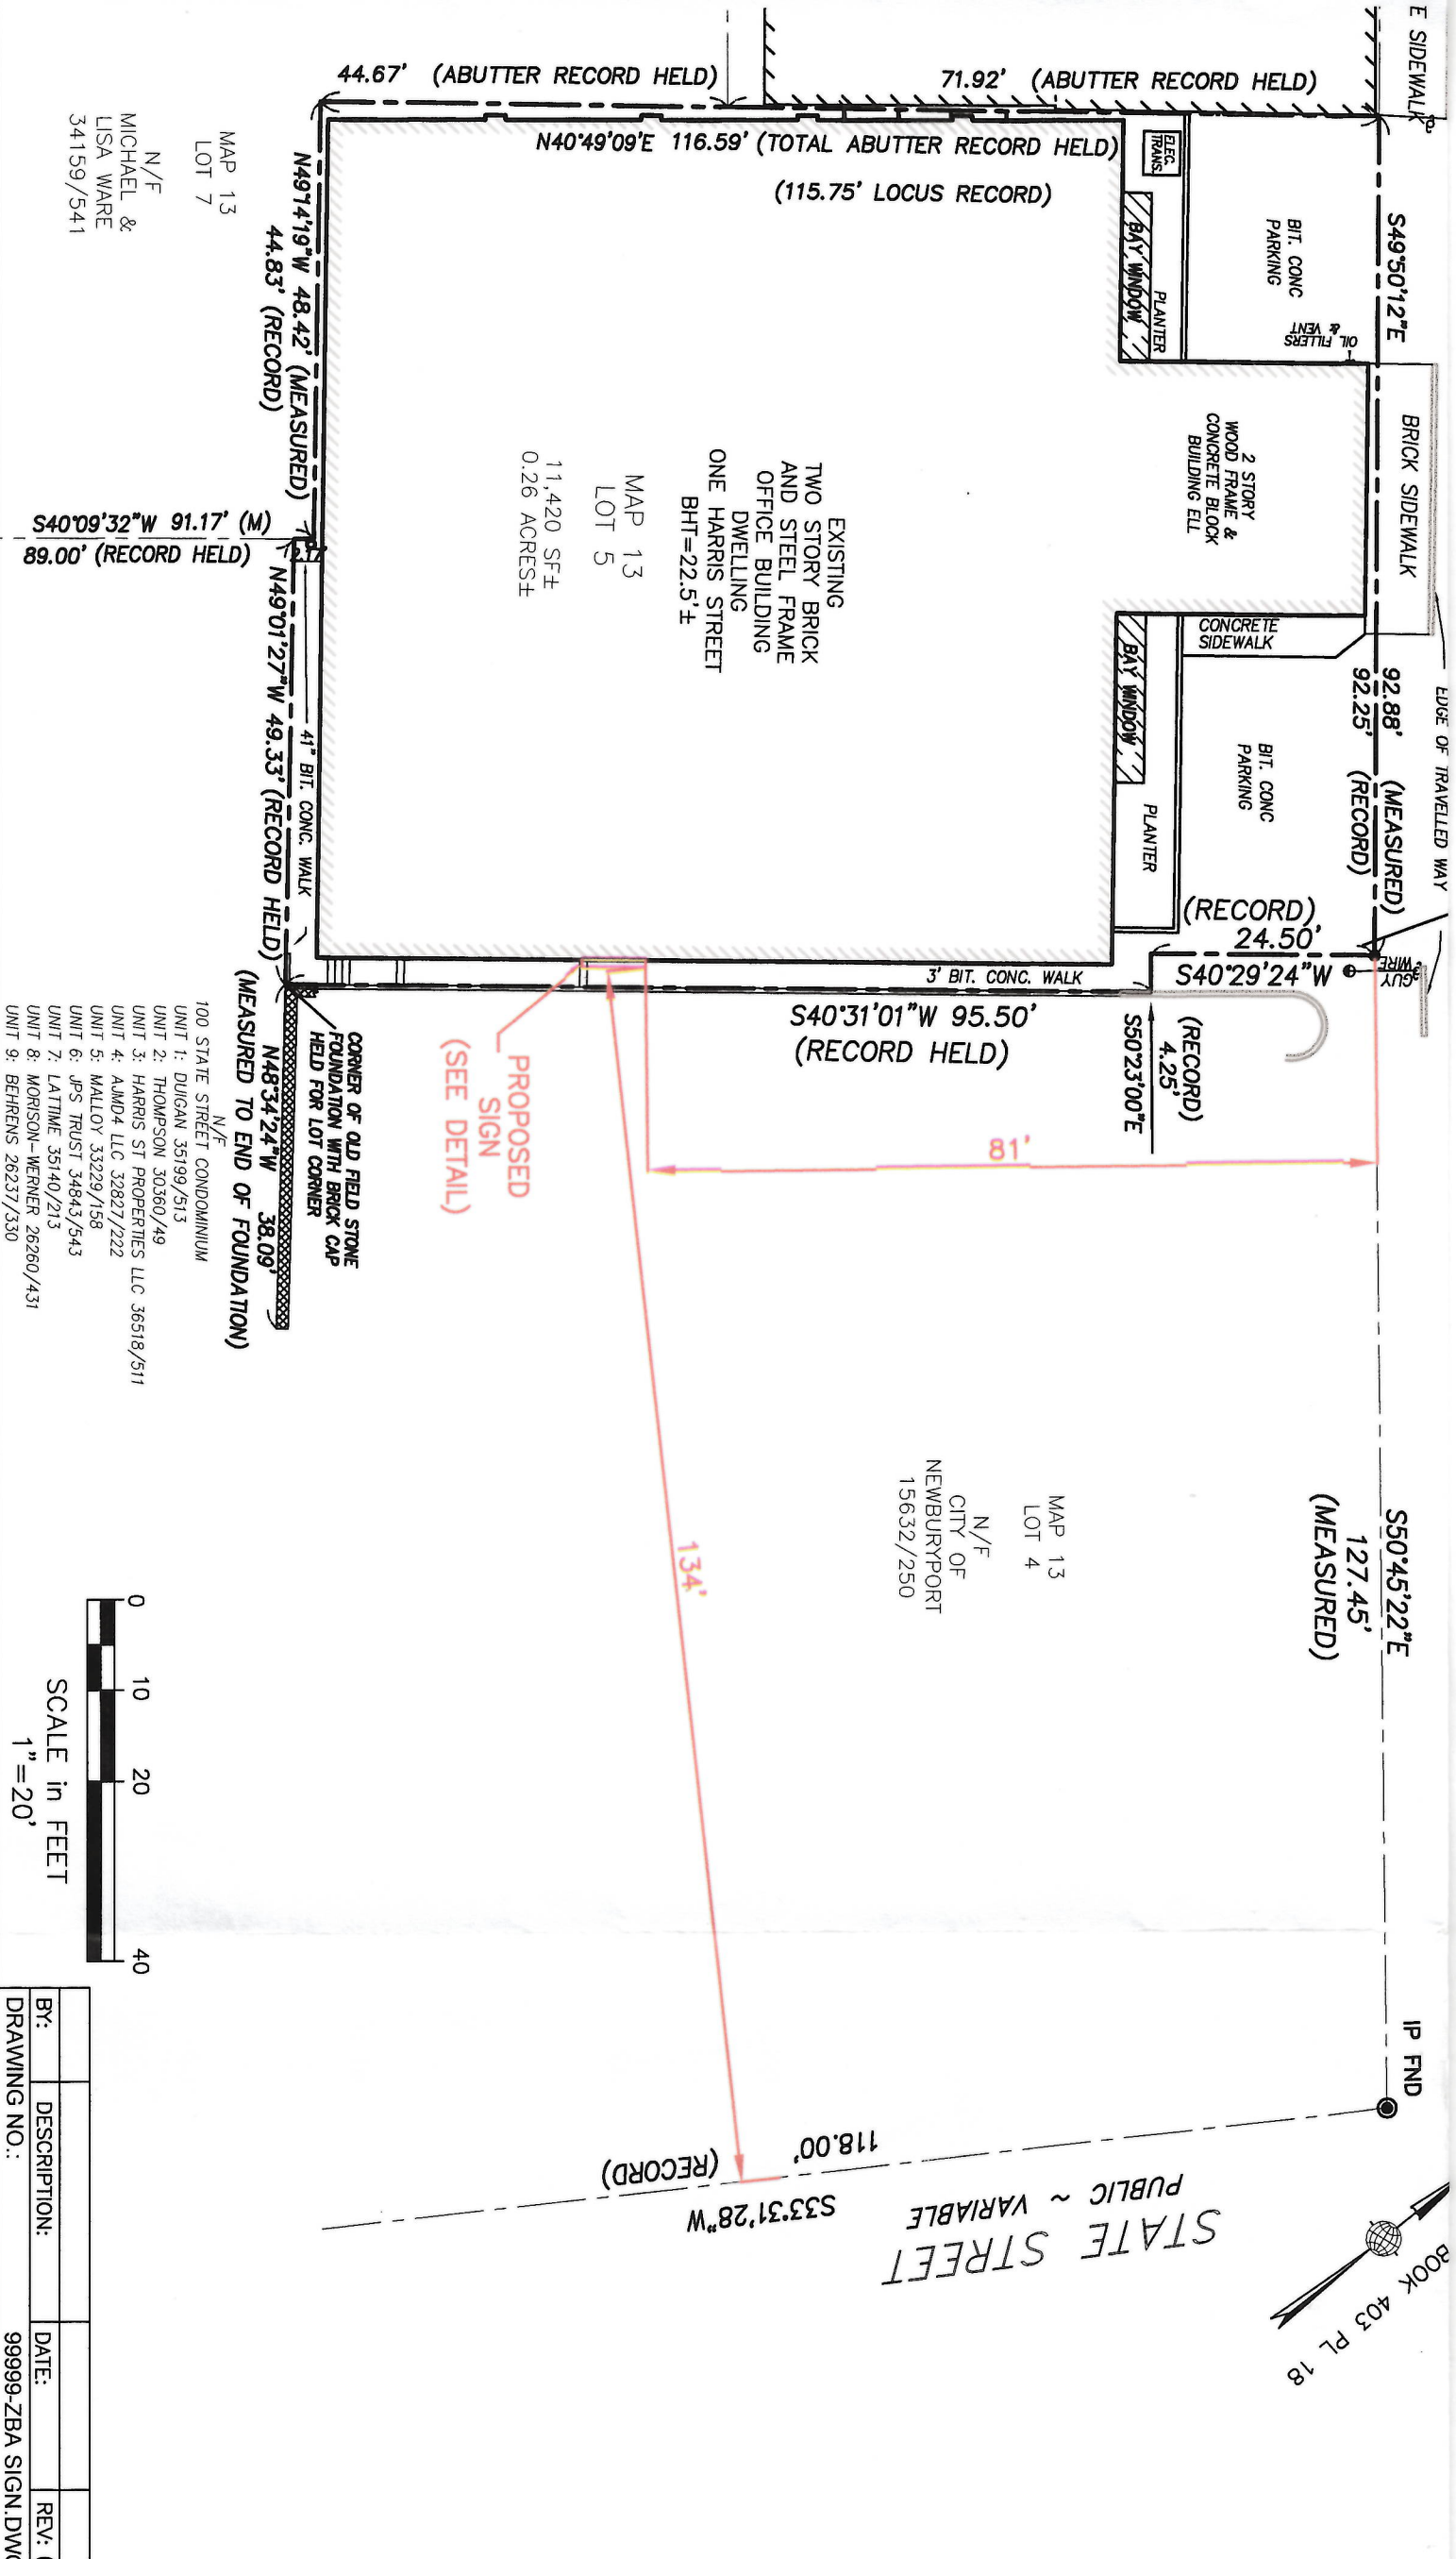 E SIDEWALK
44.67' (ABUTTER RECORD HELD)
71.92' (ABUTTER RECORD HELD)
N40°49'09"E 116.59' (TOTAL ABUTTER RECORD HELD)
(115.75' LOCUS RECORD)
ELEC.
TRANS.
BIT. CONC
PARKING
S49°50'12"E
OIL FILLERS
& VENT
BAY WINDOW
PLANTER
BRICK SIDEWALK
EDGE OF TRAVELLED WAY
2 STORY
WOOD FRAME &
CONCRETE BLOCK
BUILDING ELL
CONCRETE
SIDEWALK
92.88' (MEASURED)
92.25' (RECORD)
BIT. CONC
PARKING
BAY WINDOW
PLANTER
(RECORD)
24.50'
S40°29'24"W
GUY
WIRE
EXISTING
TWO STORY BRICK
AND STEEL FRAME
OFFICE BUILDING
DWELLING
ONE HARRIS STREET
BHT=22.5'±
MAP 13
LOT 5
11,420 SF±
0.26 ACRES±
MAP 13
LOT 7
N/F
MICHAEL &
LISA WARE
34159/541
N49°14'19"W 48.42' (MEASURED)
44.83' (RECORD)
S40°09'32"W 91.17' (M)
89.00' (RECORD HELD)
2.17'
N49°01'27"W 49.33' (RECORD HELD)
41" BIT. CONC. WALK
3' BIT. CONC. WALK
S40°31'01"W 95.50'
(RECORD HELD)
(RECORD)
4.25'
S50°23'00"E
PROPOSED
SIGN
(SEE DETAIL)
81'
134'
CORNER OF OLD FIELD STONE
FOUNDATION WITH BRICK CAP
HELD FOR LOT CORNER
N48°34'24"W 38.09'
(MEASURED TO END OF FOUNDATION)
N/F
100 STATE STREET CONDOMINIUM
UNIT 1: DUIGAN 35199/513
UNIT 2: THOMPSON 30360/49
UNIT 3: HARRIS ST PROPERTIES LLC 36518/511
UNIT 4: AJMD4 LLC 32827/222
UNIT 5: MALLOY 33229/158
UNIT 6: JPS TRUST 34843/543
UNIT 7: LATTIME 35140/213
UNIT 8: MORISON-WERNER 26260/431
UNIT 9: BEHRENS 26237/330
MAP 13
LOT 4
N/F
CITY OF
NEWBURYPORT
15632/250
S50°45'22"E
127.45'
(MEASURED)
IP FND
118.00'
(RECORD)
S33°31'28"W
STATE STREET
PUBLIC ~ VARIABLE
BOOK 403 PL 18
0 10 20 40
SCALE in FEET
1"=20'
BY: DESCRIPTION: DATE: REV:
DRAWING NO.: 99999-ZBA SIGN.DWG